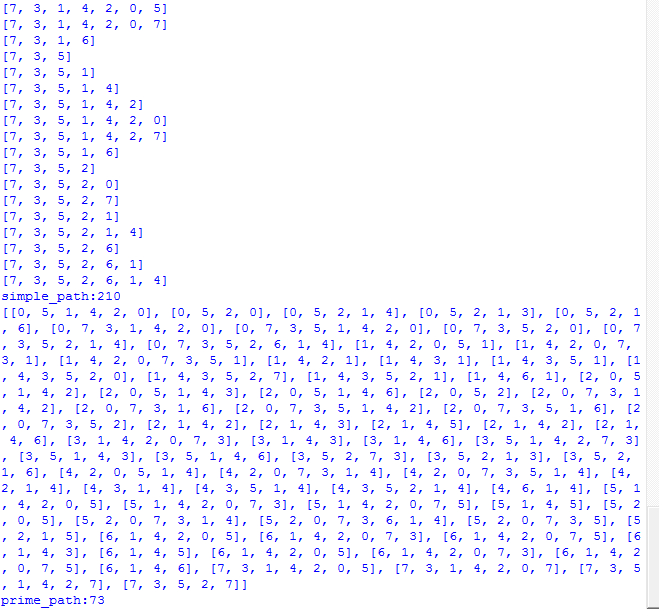 [7, 3, 1, 4, 2, 0, 5]
[7, 3, 1, 4, 2, 0, 7]
[7, 3, 1, 6]
[7, 3, 5]
[7, 3, 5, 1]
[7, 3, 5, 1, 4]
[7, 3, 5, 1, 4, 2]
[7, 3, 5, 1, 4, 2, 0]
[7, 3, 5, 1, 4, 2, 7]
[7, 3, 5, 1, 6]
[7, 3, 5, 2]
[7, 3, 5, 2, 0]
[7, 3, 5, 2, 7]
[7, 3, 5, 2, 1]
[7, 3, 5, 2, 1, 4]
[7, 3, 5, 2, 6]
[7, 3, 5, 2, 6, 1]
[7, 3, 5, 2, 6, 1, 4]
simple_path:210
[[0, 5, 1, 4, 2, 0], [0, 5, 2, 0], [0, 5, 2, 1, 4], [0, 5, 2, 1, 3], [0, 5, 2, 1
, 6], [0, 7, 3, 1, 4, 2, 0], [0, 7, 3, 5, 1, 4, 2, 0], [0, 7, 3, 5, 2, 0], [0, 7
, 3, 5, 2, 1, 4], [0, 7, 3, 5, 2, 6, 1, 4], [1, 4, 2, 0, 5, 1], [1, 4, 2, 0, 7,
3, 1], [1, 4, 2, 0, 7, 3, 5, 1], [1, 4, 2, 1], [1, 4, 3, 1], [1, 4, 3, 5, 1], [1
, 4, 3, 5, 2, 0], [1, 4, 3, 5, 2, 7], [1, 4, 3, 5, 2, 1], [1, 4, 6, 1], [2, 0, 5
, 1, 4, 2], [2, 0, 5, 1, 4, 3], [2, 0, 5, 1, 4, 6], [2, 0, 5, 2], [2, 0, 7, 3, 1
, 4, 2], [2, 0, 7, 3, 1, 6], [2, 0, 7, 3, 5, 1, 4, 2], [2, 0, 7, 3, 5, 1, 6], [2
, 0, 7, 3, 5, 2], [2, 1, 4, 2], [2, 1, 4, 3], [2, 1, 4, 5], [2, 1, 4, 2], [2, 1,
 4, 6], [3, 1, 4, 2, 0, 7, 3], [3, 1, 4, 3], [3, 1, 4, 6], [3, 5, 1, 4, 2, 7, 3]
, [3, 5, 1, 4, 3], [3, 5, 1, 4, 6], [3, 5, 2, 7, 3], [3, 5, 2, 1, 3], [3, 5, 2,
1, 6], [4, 2, 0, 5, 1, 4], [4, 2, 0, 7, 3, 1, 4], [4, 2, 0, 7, 3, 5, 1, 4], [4,
2, 1, 4], [4, 3, 1, 4], [4, 3, 5, 1, 4], [4, 3, 5, 2, 1, 4], [4, 6, 1, 4], [5, 1
, 4, 2, 0, 5], [5, 1, 4, 2, 0, 7, 3], [5, 1, 4, 2, 0, 7, 5], [5, 1, 4, 5], [5, 2
, 0, 5], [5, 2, 0, 7, 3, 1, 4], [5, 2, 0, 7, 3, 6, 1, 4], [5, 2, 0, 7, 3, 5], [5
, 2, 1, 5], [6, 1, 4, 2, 0, 5], [6, 1, 4, 2, 0, 7, 3], [6, 1, 4, 2, 0, 7, 5], [6
, 1, 4, 3], [6, 1, 4, 5], [6, 1, 4, 2, 0, 5], [6, 1, 4, 2, 0, 7, 3], [6, 1, 4, 2
, 0, 7, 5], [6, 1, 4, 6], [7, 3, 1, 4, 2, 0, 5], [7, 3, 1, 4, 2, 0, 7], [7, 3, 5
, 1, 4, 2, 7], [7, 3, 5, 2, 7]]
prime_path:73